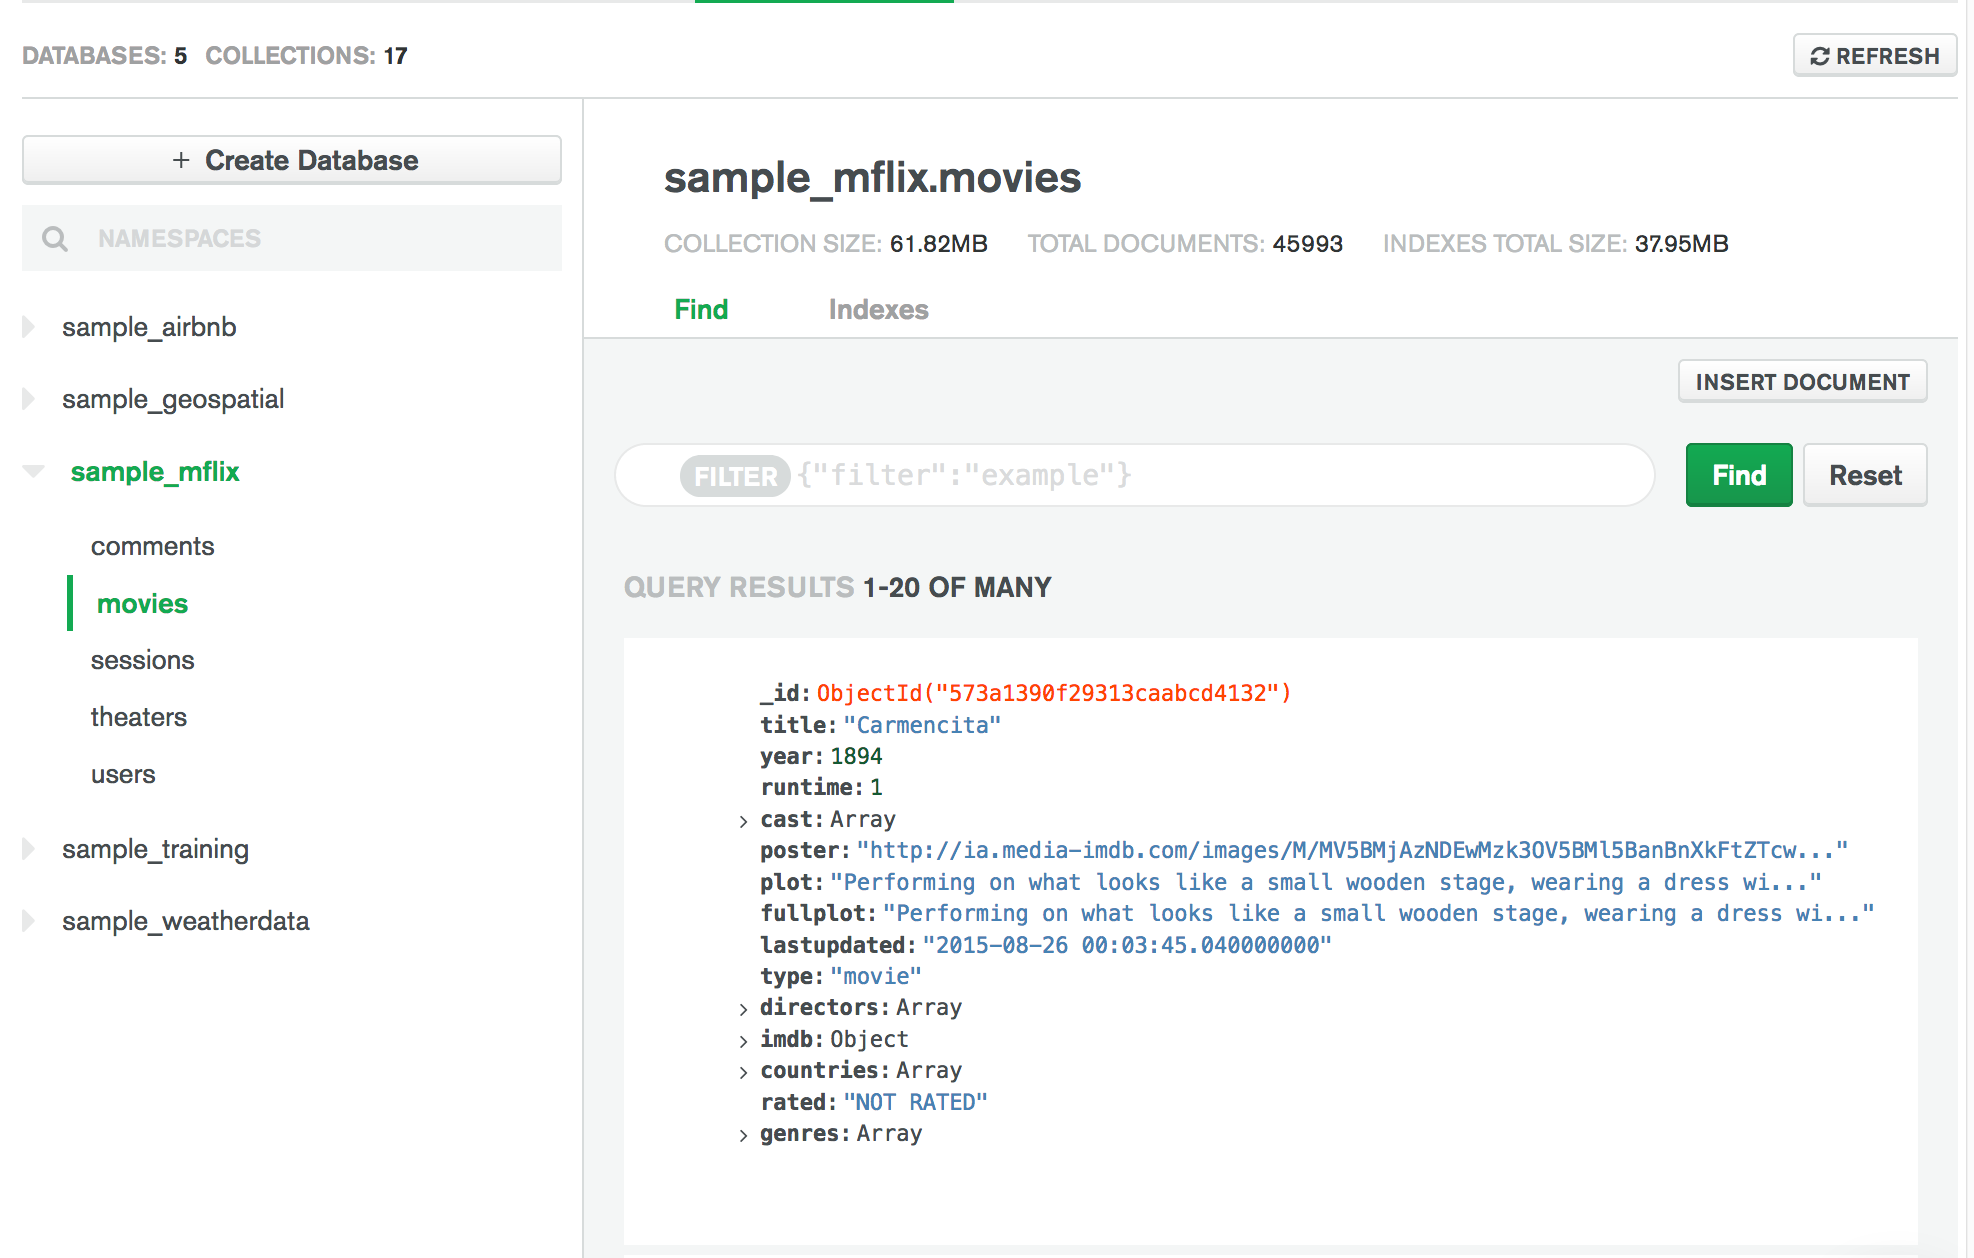 DATABASES: 5 COLLECTIONS: 17
REFRESH
+ Create Database
NAMESPACES
sample_airbnb
sample_geospatial
sample_mflix
comments
movies
sessions
theaters
users
sample_training
sample_weatherdata
sample_mflix.movies
COLLECTION SIZE: 61.82MB TOTAL DOCUMENTS: 45993 INDEXES TOTAL SIZE: 37.95MB
Find Indexes
INSERT DOCUMENT
FILTER {"filter":"example"}
Find Reset
QUERY RESULTS 1-20 OF MANY
_id: ObjectId("573a1390f29313caabcd4132")
title: "Carmencita"
year: 1894
runtime: 1
> cast: Array
poster: "http://ia.media-imdb.com/images/M/MV5BMjAzNDEwMzk3OV5BMl5BanBnXkFtZTcw..."
plot: "Performing on what looks like a small wooden stage, wearing a dress wi..."
fullplot: "Performing on what looks like a small wooden stage, wearing a dress wi..."
lastupdated: "2015-08-26 00:03:45.040000000"
type: "movie"
> directors: Array
> imdb: Object
> countries: Array
rated: "NOT RATED"
> genres: Array